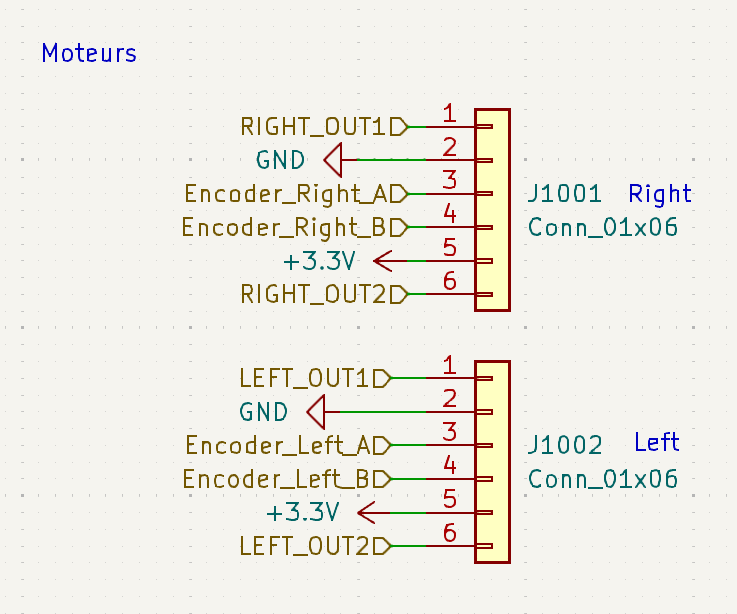 Moteurs
RIGHT_OUT1 1
GND 2
Encoder_Right_A 3 J1001 Right
Encoder_Right_B 4 Conn_01x06
+3.3V 5
RIGHT_OUT2 6
LEFT_OUT1 1
GND 2
Encoder_Left_A 3 J1002 Left
Encoder_Left_B 4 Conn_01x06
+3.3V 5
LEFT_OUT2 6